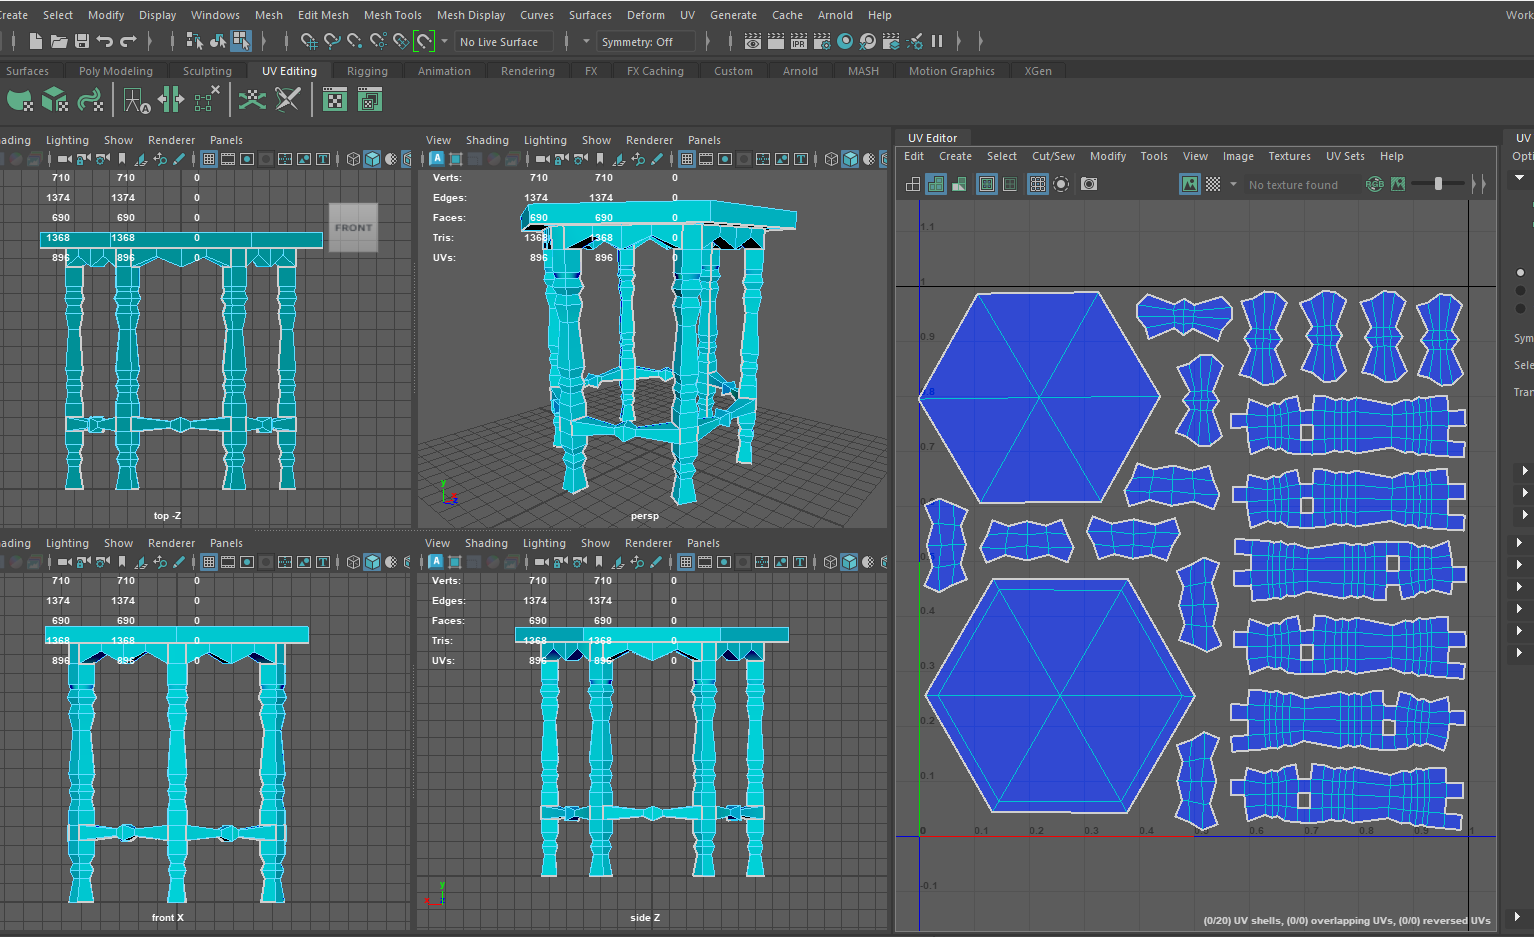 Create Select Modify Display Windows Mesh Edit Mesh Mesh Tools Mesh Display Curves Surfaces Deform UV Generate Cache Arnold Help Work
No Live Surface Symmetry: Off IPR
Surfaces Poly Modeling Sculpting UV Editing Rigging Animation Rendering FX FX Caching Custom Arnold MASH Motion Graphics XGen
ading Lighting Show Renderer Panels
710 710 0
1374 1374 0
690 690 0
1368 1368 0
896 896 0
FRONT
top -Z
View Shading Lighting Show Renderer Panels
Verts: 710 710 0
Edges: 1374 1374 0
Faces: 690 690 0
Tris: 1368 1368 0
UVs: 896 896 0
y
z
persp
ading Lighting Show Renderer Panels
710 710 0
1374 1374 0
690 690 0
1368 1368 0
896 896 0
front X
View Shading Lighting Show Renderer Panels
Verts: 710 710 0
Edges: 1374 1374 0
Faces: 690 690 0
Tris: 1368 1368 0
UVs: 896 896 0
y
side Z
UV Editor
Edit Create Select Cut/Sew Modify Tools View Image Textures UV Sets Help
No texture found RGB
1.1
1
0.9
0.7
0.4
0.3
0.2
0.1
0 0.1 0.2 0.3 0.4 0.6 0.7 0.8 0.9 1
-0.1
(0/20) UV shells, (0/0) overlapping UVs, (0/0) reversed UVs
UV
Opti
Sym
Sele
Tran